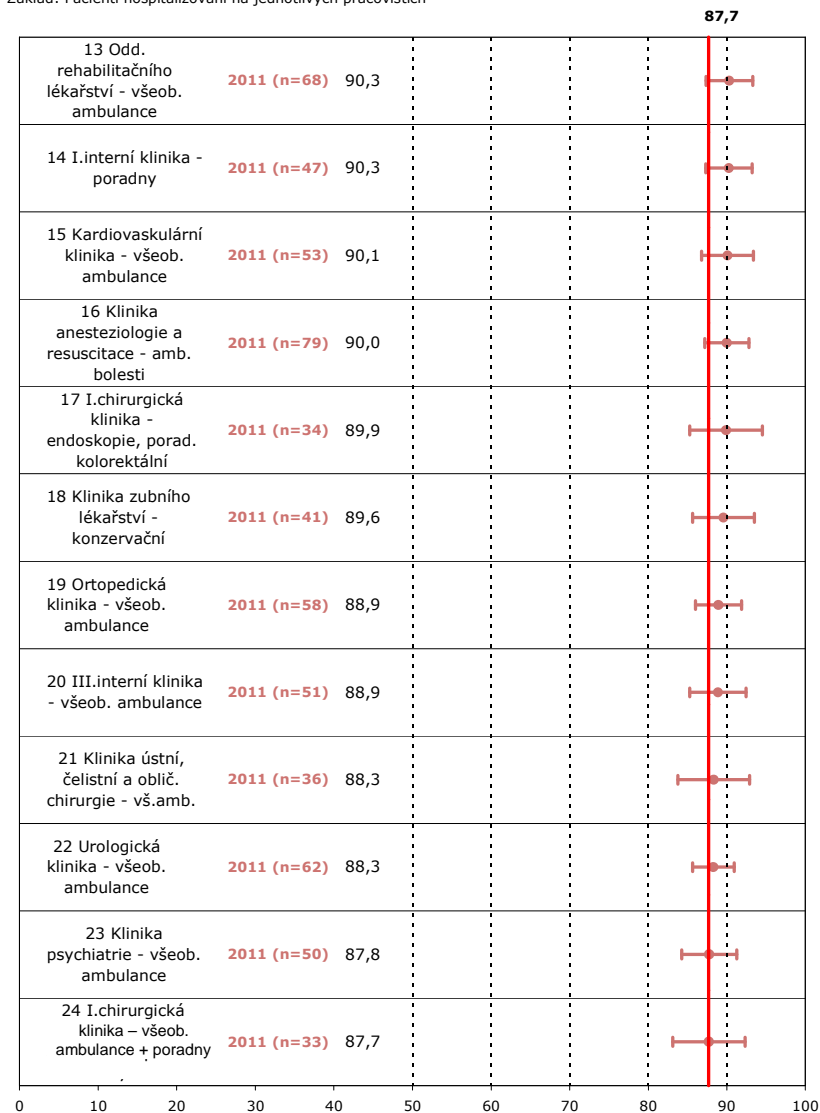 Základ: Pacienti hospitalizovaní na jednotlivých pracovištích
87,7
13 Odd.
rehabilitačního
lékařství - všeob.
ambulance
2011 (n=68) 90,3
14 I.interní klinika -
poradny
2011 (n=47) 90,3
15 Kardiovaskulární
klinika - všeob.
ambulance
2011 (n=53) 90,1
16 Klinika
anesteziologie a
resuscitace - amb.
bolesti
2011 (n=79) 90,0
17 I.chirurgická
klinika -
endoskopie, porad.
kolorektální
2011 (n=34) 89,9
18 Klinika zubního
lékařství -
konzervační
2011 (n=41) 89,6
19 Ortopedická
klinika - všeob.
ambulance
2011 (n=58) 88,9
20 III.interní klinika
- všeob. ambulance
2011 (n=51) 88,9
21 Klinika ústní,
čelistní a oblič.
chirurgie - vš.amb.
2011 (n=36) 88,3
22 Urologická
klinika - všeob.
ambulance
2011 (n=62) 88,3
23 Klinika
psychiatrie - všeob.
ambulance
2011 (n=50) 87,8
24 I.chirurgická
klinika – všeob.
ambulance + poradny
2011 (n=33) 87,7
0 10 20 30 40 50 60 70 80 90 100